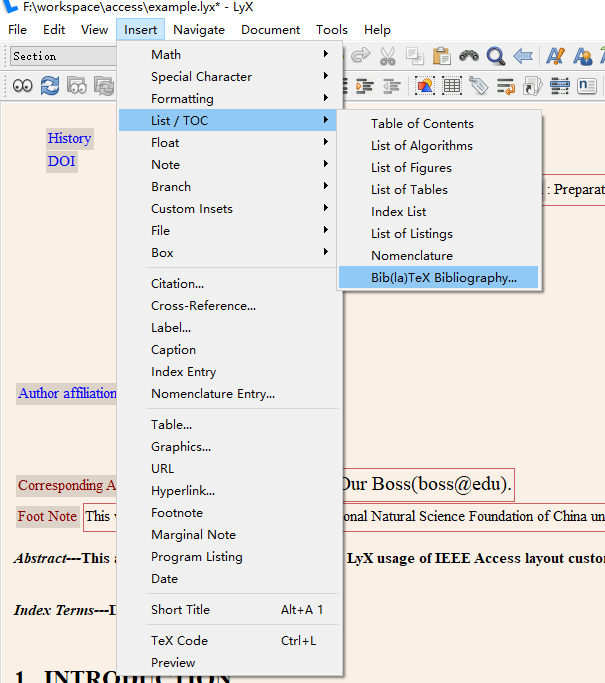 F:\workspace\access\example.lyx* - LyX
File Edit View Insert Navigate Document Tools Help
Section
Math
Special Character
Formatting
List / TOC
Float
Note
Branch
Custom Insets
File
Box
Citation...
Cross-Reference...
Label...
Caption
Index Entry
Nomenclature Entry...
Table...
Graphics...
URL
Hyperlink...
Footnote
Marginal Note
Program Listing
Date
Short Title Alt+A 1
TeX Code Ctrl+L
Preview
Table of Contents
List of Algorithms
List of Figures
List of Tables
Index List
List of Listings
Nomenclature
Bib(la)TeX Bibliography...
History
DOI
: Preparat
Author affiliation
Corresponding A Our Boss(boss@edu).
Foot Note This onal Natural Science Foundation of China un
Abstract---This LyX usage of IEEE Access layout custo
Index Terms---I
1 INTRODUCTION